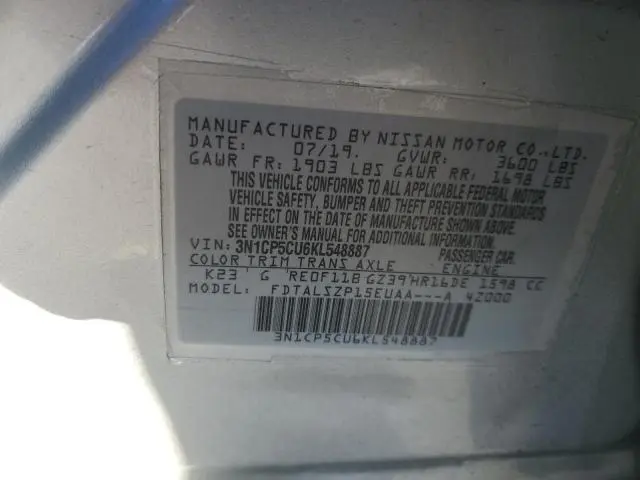 MANUFACTURED BY NISSAN MOTOR CO.,LTD.
DATE: 07/19. GVWR: 3600 LBS
GAWR FR: 1903 LBS GAWR RR: 1698 LBS
THIS VEHICLE CONFORMS TO ALL APPLICABLE FEDERAL MOTOR
VEHICLE SAFETY, BUMPER AND THEFT PREVENTION STANDARDS
IN EFFECT ON THE DATE OF MANUFACTURE SHOWN ABOVE.
SEE OWNER'S MANUAL FOR ADDITIONAL INFORMATION.
VIN: 3N1CP5CU6KL548887 PASSENGER CAR.
COLOR TRIM TRANS AXLE ENGINE
K23 G RE0F11B GZ39 HR16DE 1598 CC
MODEL: FDTALSZP15EUAA---A 4Z000
3N1CP5CU6KL548887